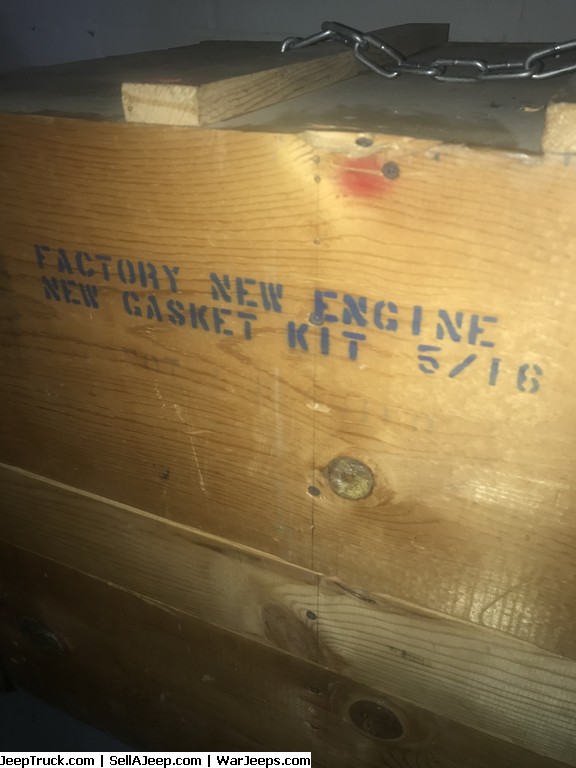 FACTORY NEW ENGINE
NEW GASKET KIT 5/16
JeepTruck.com | SellAJeep.com | WarJeeps.com